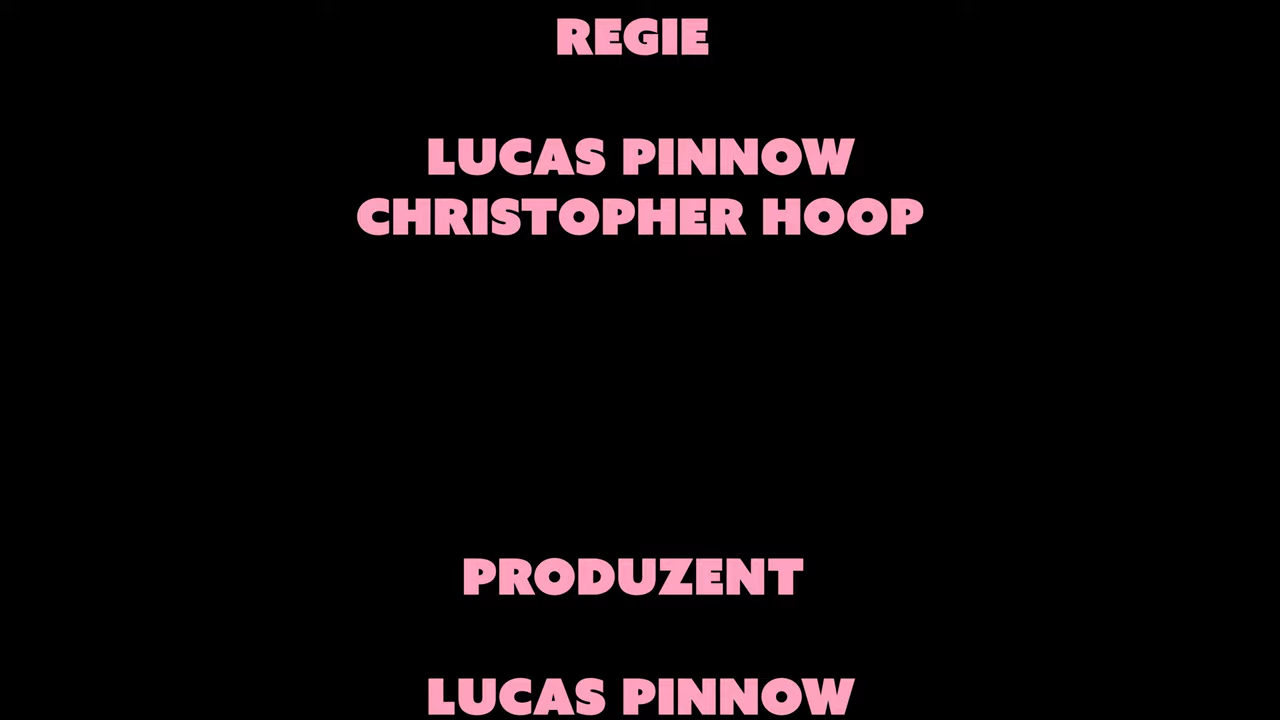 REGIE
LUCAS PINNOW
CHRISTOPHER HOOP
PRODUZENT
LUCAS PINNOW